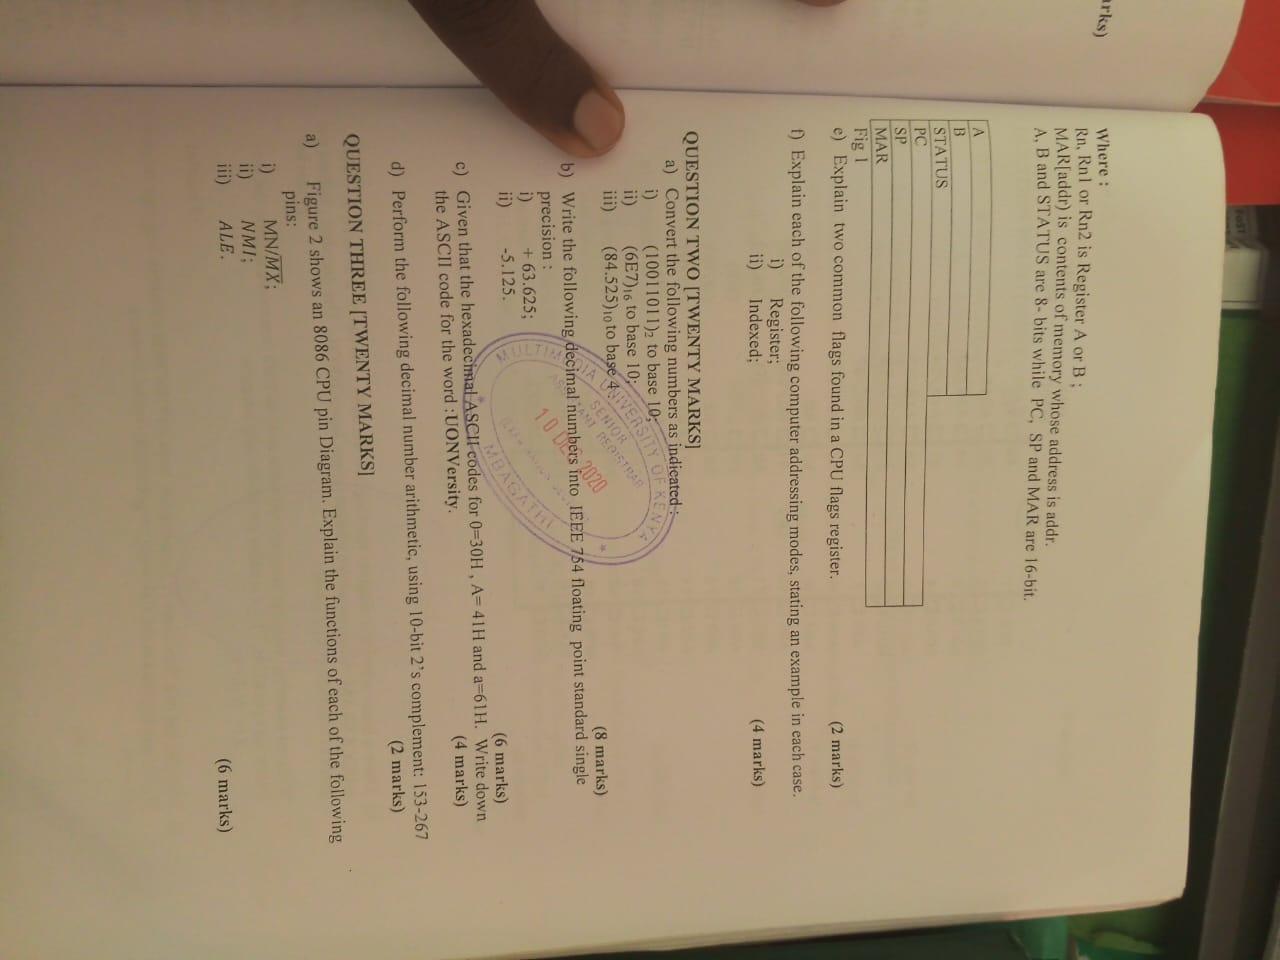 POST
arks)
Where :
Rn, Rn1 or Rn2 is Register A or B ;
MAR[addr) is contents of memory whose address is addr.
A, B and STATUS are 8- bits while PC, SP and MAR are 16-bit.
A
B
STATUS
PC
SP
MAR
Fig 1
e) Explain two common flags found in a CPU flags register. (2 marks)
f) Explain each of the following computer addressing modes, stating an example in each case.
i) Register;
ii) Indexed; (4 marks)
QUESTION TWO [TWENTY MARKS]
a) Convert the following numbers as indicated :
i) (10011011)₂ to base 10;
ii) (6E7)₁₆ to base 10;
iii) (84.525)₁₀ to base 4.
(8 marks)
b) Write the following decimal numbers into IEEE 754 floating point standard single
precision :
i) + 63.625;
ii) -5.125.
(6 marks)
c) Given that the hexadecimal ASCII codes for 0=30H , A= 41H and a=61H. Write down
the ASCII code for the word :UONVersity. (4 marks)
d) Perform the following decimal number arithmetic, using 10-bit 2's complement: 153-267
(2 marks)
MULTIMEDIA UNIVERSITY OF KENYA
SENIOR
ASSISTANT REGISTRAR
10 DEC 2020
MBAGATHI
QUESTION THREE [TWENTY MARKS]
a) Figure 2 shows an 8086 CPU pin Diagram. Explain the functions of each of the following
pins:
i) MN/M̅X̅;
ii) NMI;
iii) ALE. (6 marks)